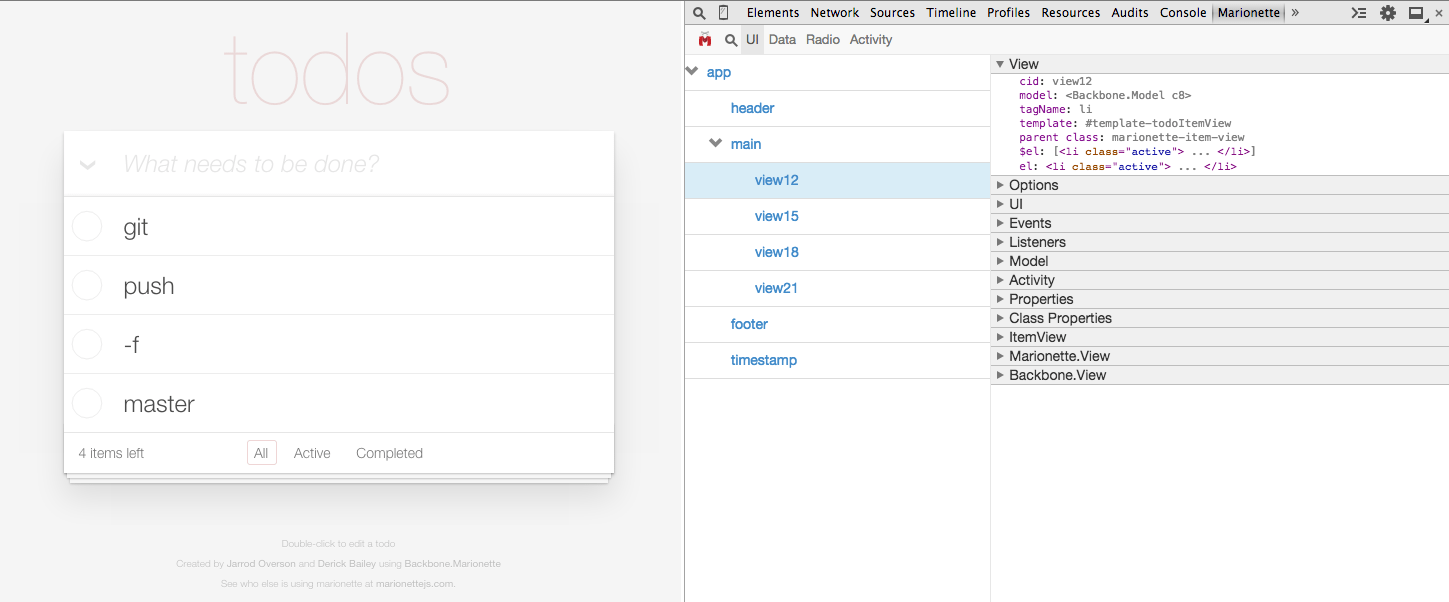 todos
What needs to be done?
git
push
-f
master
4 items left All Active Completed
Double-click to edit a todo
Created by Jarrod Overson and Derick Bailey using Backbone.Marionette
See who else is using marionette at marionettejs.com.
Elements Network Sources Timeline Profiles Resources Audits Console Marionette »
UI Data Radio Activity
app
header
main
view12
view15
view18
view21
footer
timestamp
View
cid: view12
model: <Backbone.Model c8>
tagName: li
template: #template-todoItemView
parent class: marionette-item-view
$el: [<li class="active"> ... </li>]
el: <li class="active"> ... </li>
Options
UI
Events
Listeners
Model
Activity
Properties
Class Properties
ItemView
Marionette.View
Backbone.View